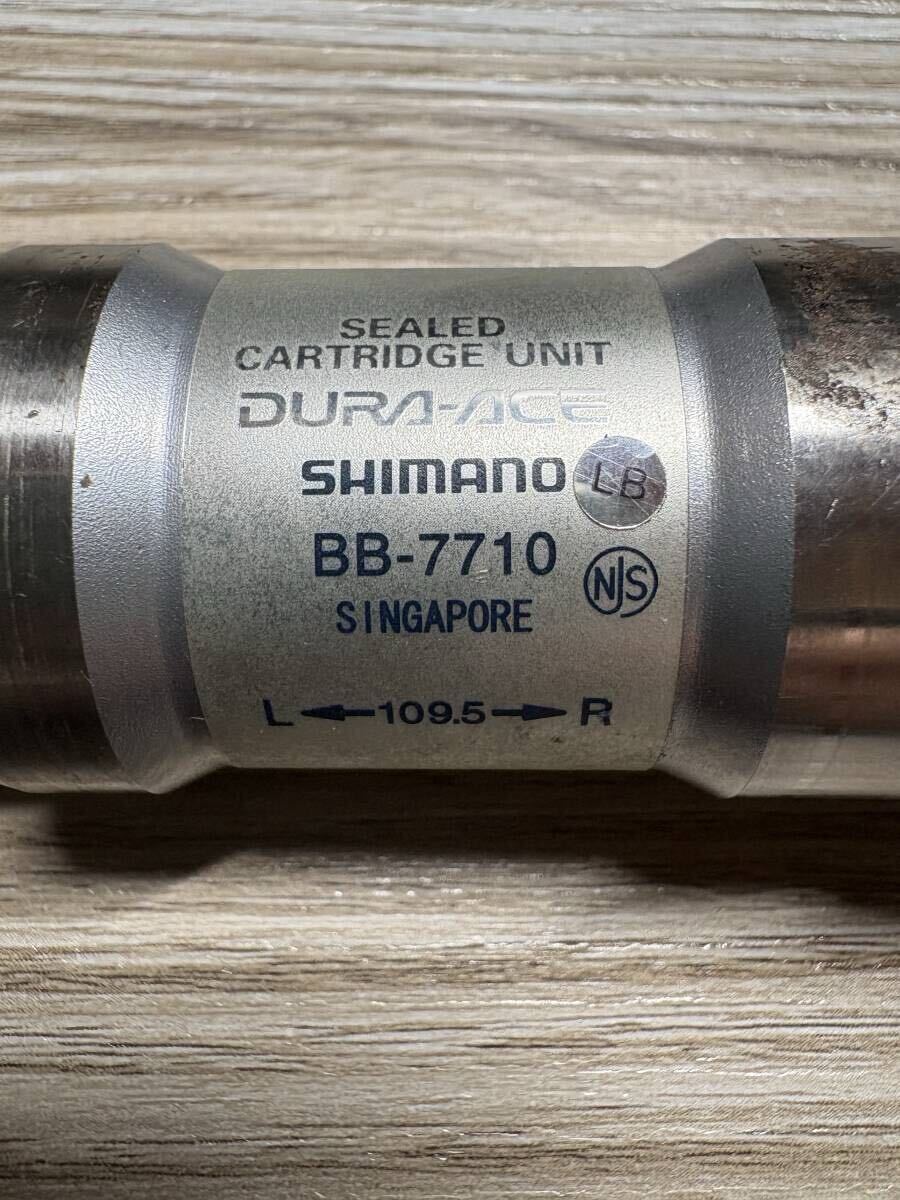 SEALED
CARTRIDGE UNIT
DURA-ACE
SHIMANO LB
BB-7710
NJS
SINGAPORE
L ←109.5→ R